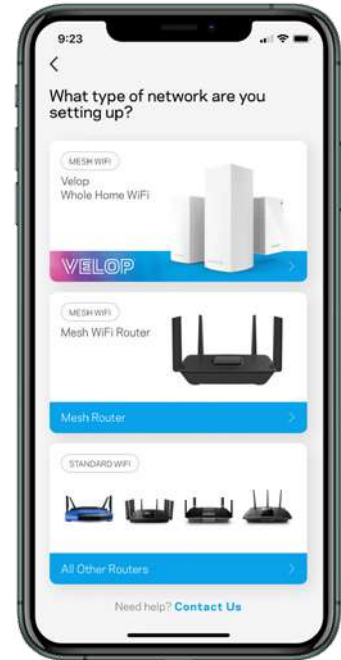 9:23
What type of network are you
setting up?
MESH WIFI
Velop
Whole Home WiFi
VELOP
MESH WIFI
Mesh WiFi Router
Mesh Router
STANDARD WIFI
All Other Routers
Need help? Contact Us